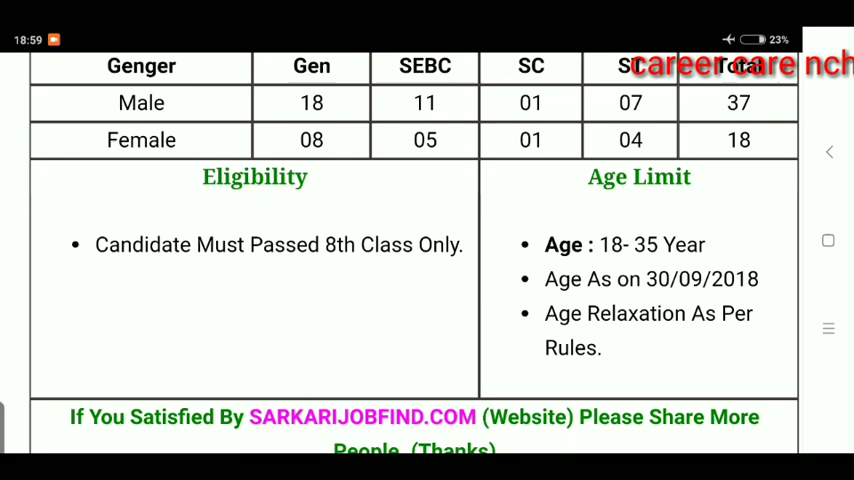 18:59 23%
Genger Gen SEBC SC ST Total
career care nch
Male 18 11 01 07 37
Female 08 05 01 04 18
Eligibility Age Limit
• Candidate Must Passed 8th Class Only. • Age : 18- 35 Year
• Age As on 30/09/2018
• Age Relaxation As Per
Rules.
If You Satisfied By SARKARIJOBFIND.COM (Website) Please Share More
People. (Thanks)